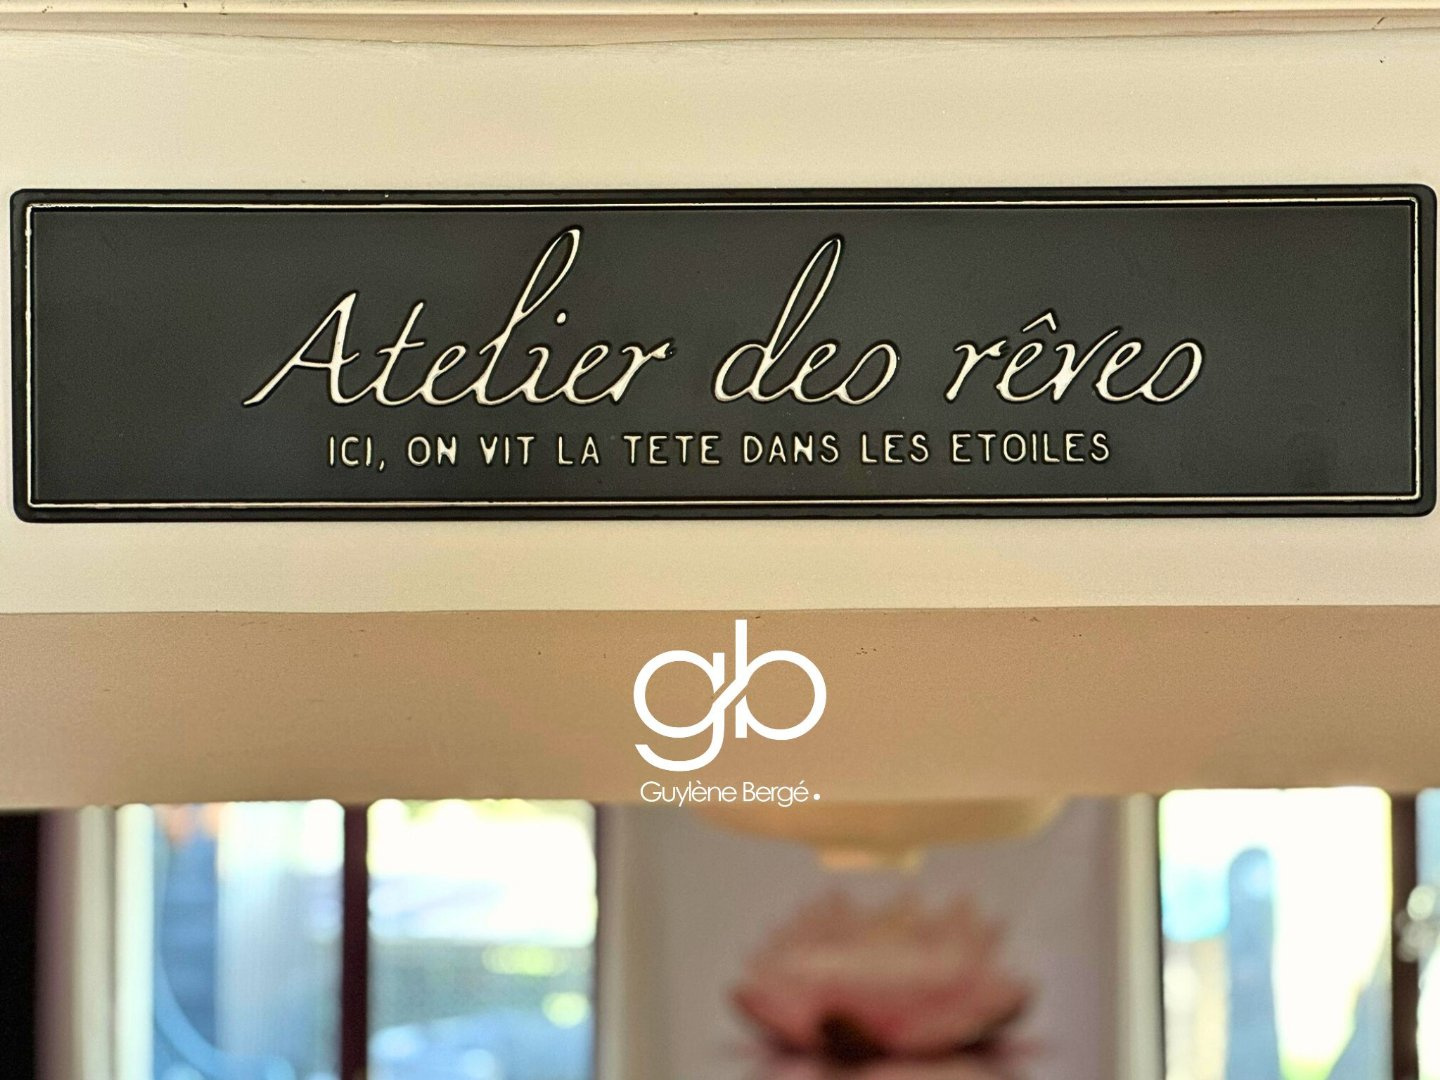 Atelier des rêves
ICI, ON VIT LA TETE DANS LES ETOILES
gb
Guylène Bergé.